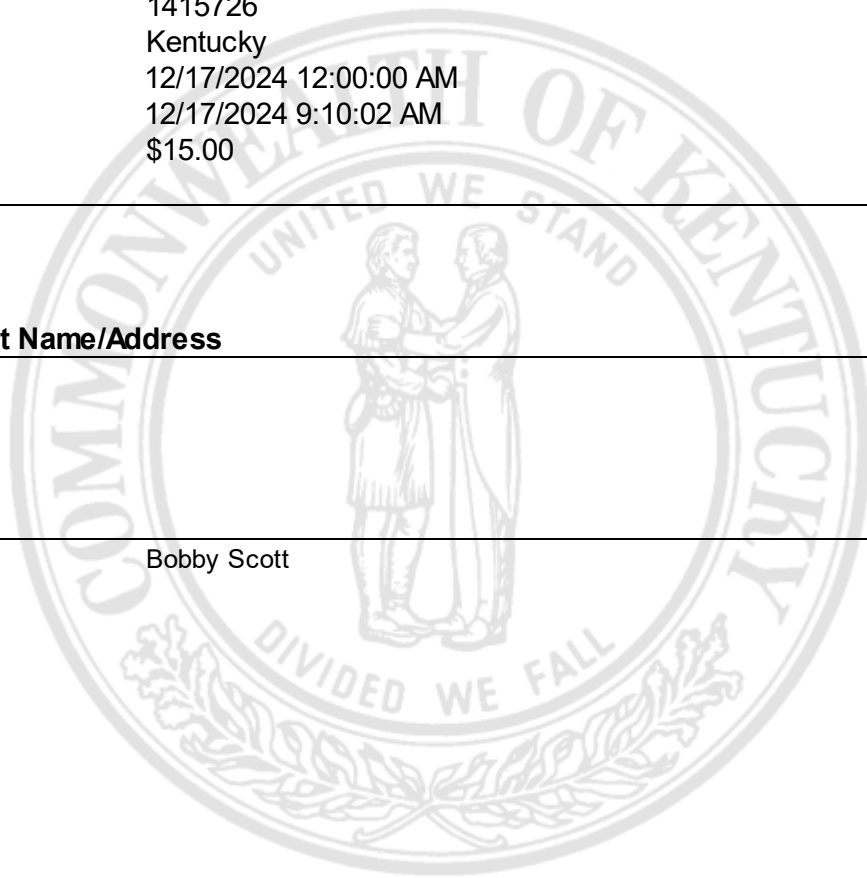 1415726
Kentucky
12/17/2024 12:00:00 AM
12/17/2024 9:10:02 AM
$15.00
t Name/Address
Bobby Scott
COMMONWEALTH OF KENTUCKY
UNITED WE STAND
DIVIDED WE FALL